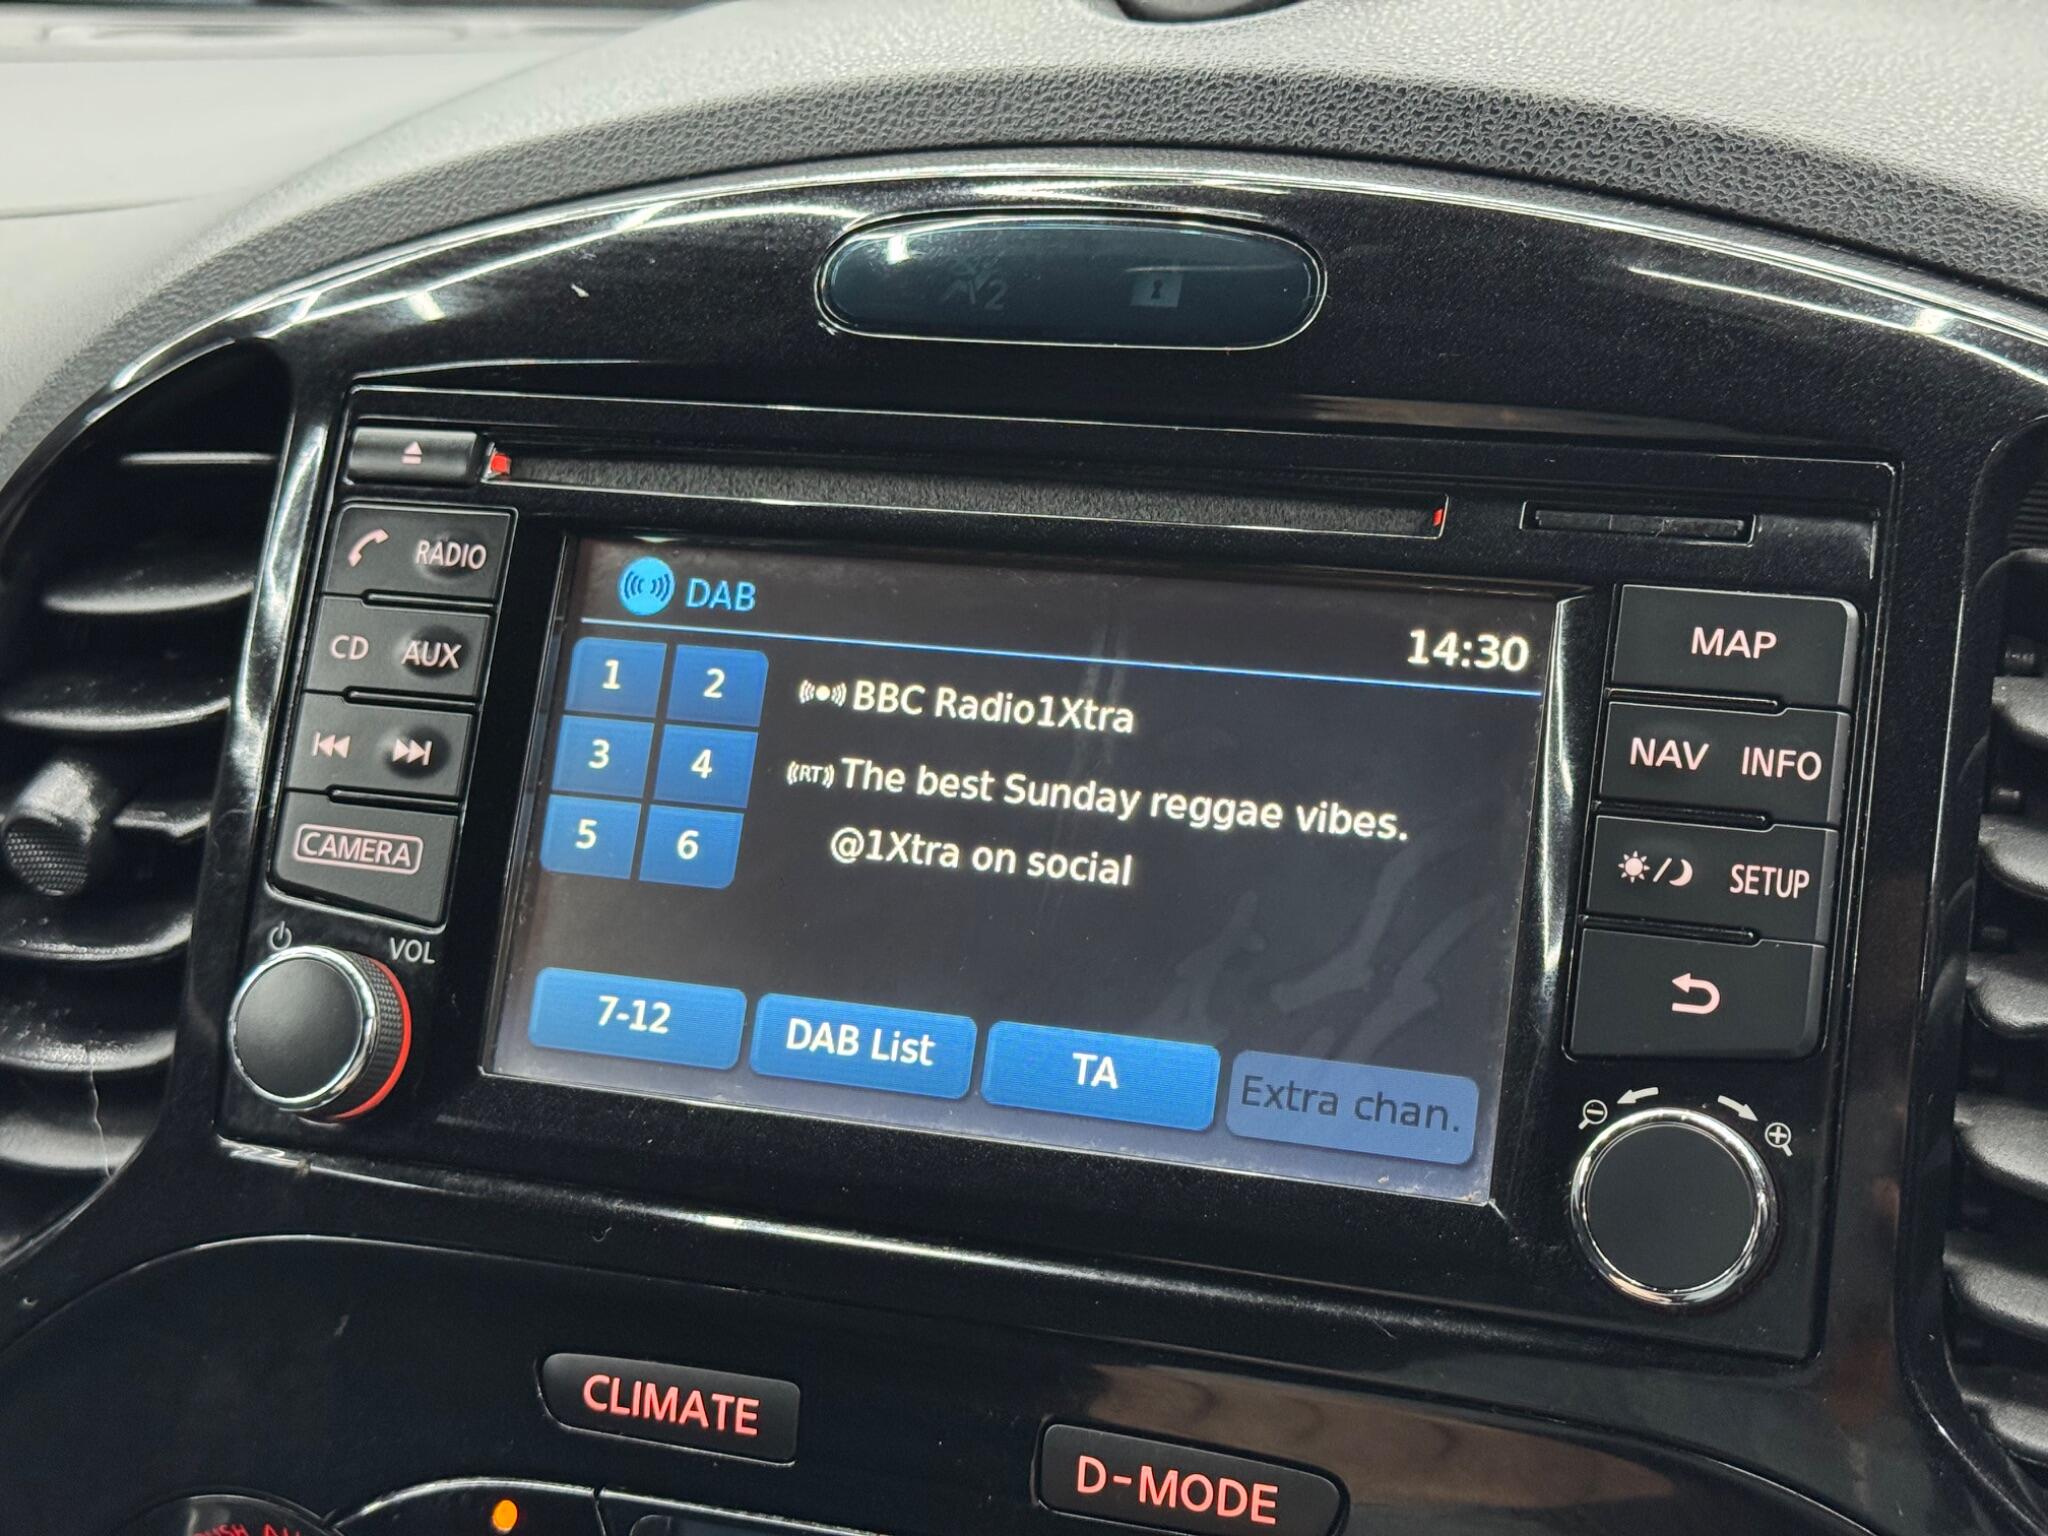 RADIO
CD AUX
CAMERA
VOL
DAB
14:30
1 2
3 4
5 6
BBC Radio1Xtra
RT The best Sunday reggae vibes.
@1Xtra on social
7-12 DAB List TA Extra chan.
MAP
NAV INFO
SETUP
CLIMATE
D-MODE